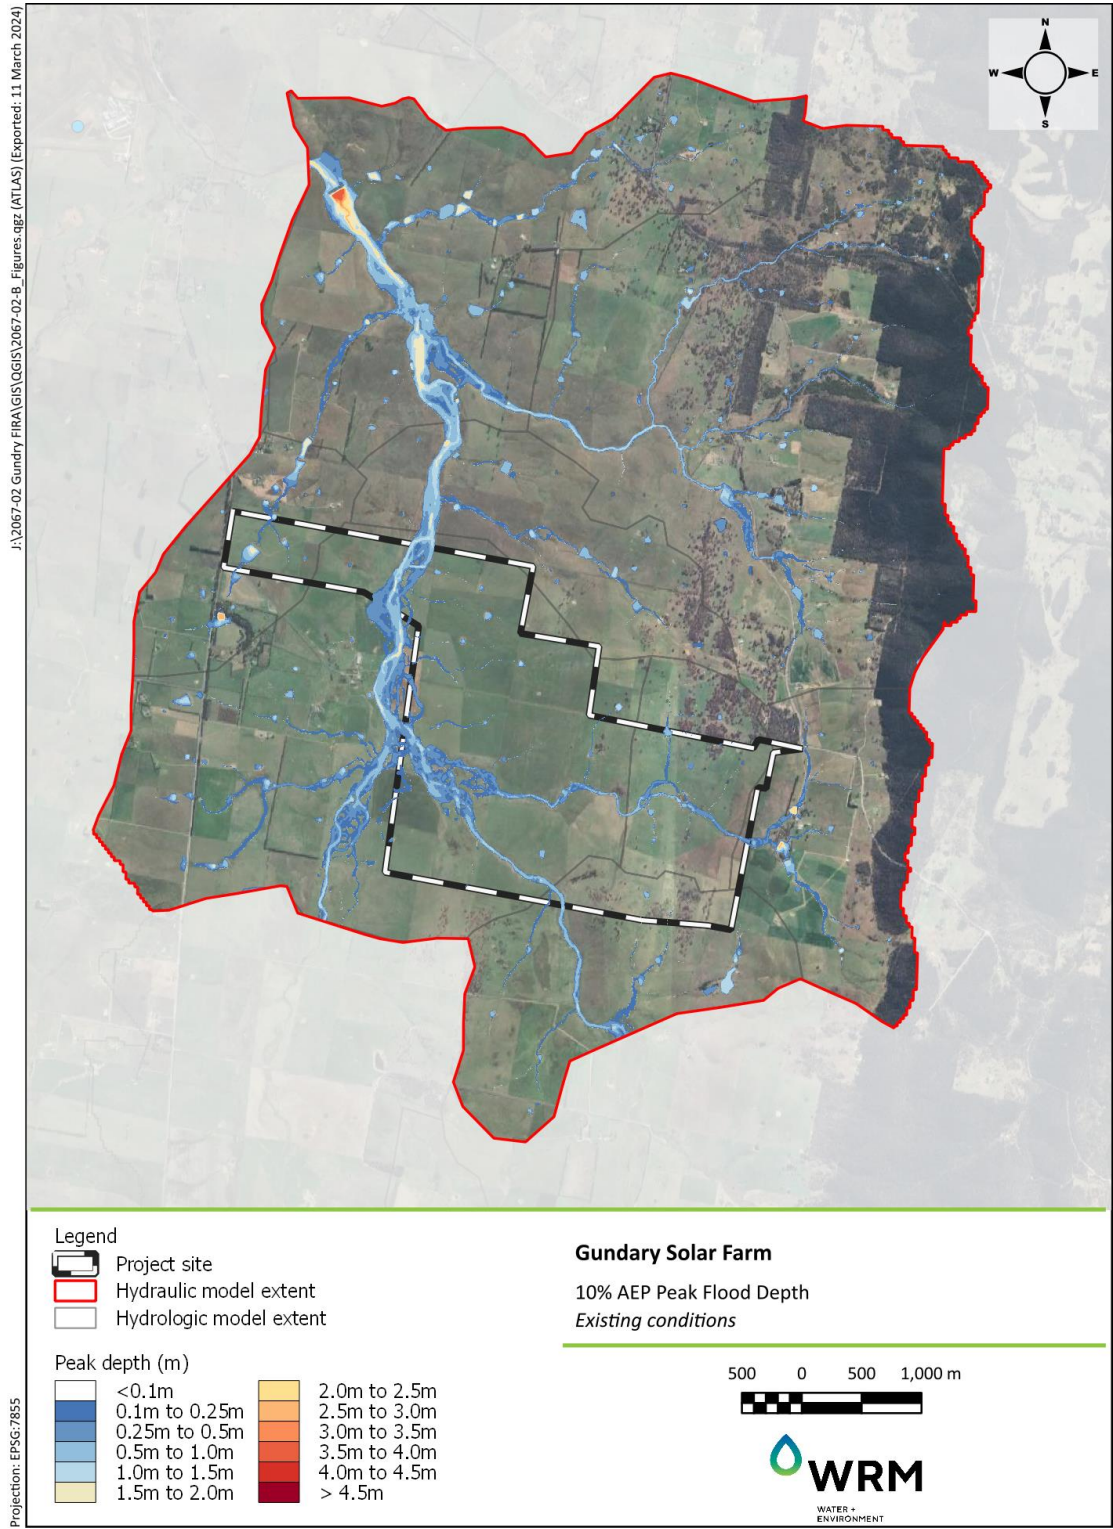 J:\2067-02 Gundry FIRA\GIS\QGIS\2067-02-B_Figures.qgz (ATLAS) (Exported: 11 March 2024)
N
W
E
S
Legend
Project site
Hydraulic model extent
Hydrologic model extent
Peak depth (m)
<0.1m
0.1m to 0.25m
0.25m to 0.5m
0.5m to 1.0m
1.0m to 1.5m
1.5m to 2.0m
2.0m to 2.5m
2.5m to 3.0m
3.0m to 3.5m
3.5m to 4.0m
4.0m to 4.5m
> 4.5m
Gundary Solar Farm
10% AEP Peak Flood Depth
Existing conditions
500 0 500 1,000 m
WRM
WATER +
ENVIRONMENT
Projection: EPSG:7855